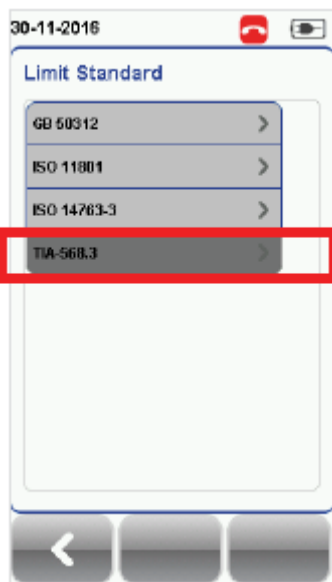 30-11-2016
Limit Standard
GB 50312
ISO 11801
ISO 14763-3
TIA-568.3